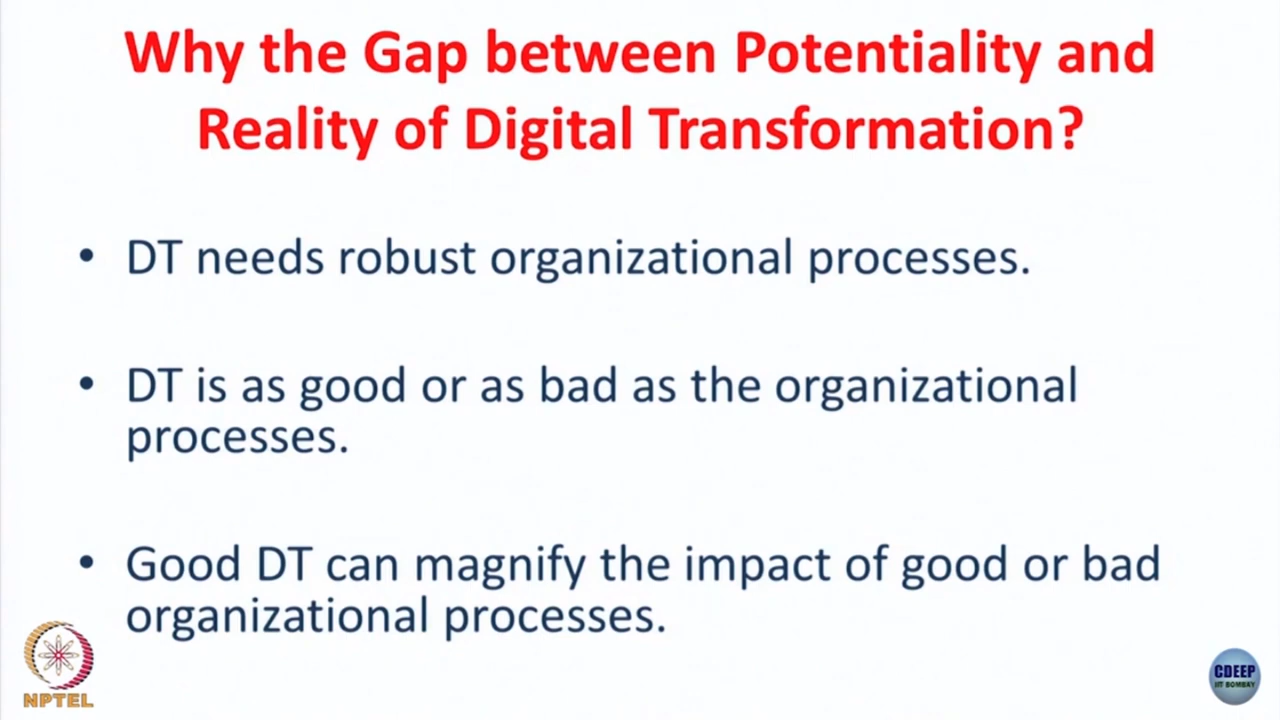 Why the Gap between Potentiality and
Reality of Digital Transformation?
• DT needs robust organizational processes.
• DT is as good or as bad as the organizational
processes.
• Good DT can magnify the impact of good or bad
organizational processes.
NPTEL
CDEEP
IIT BOMBAY